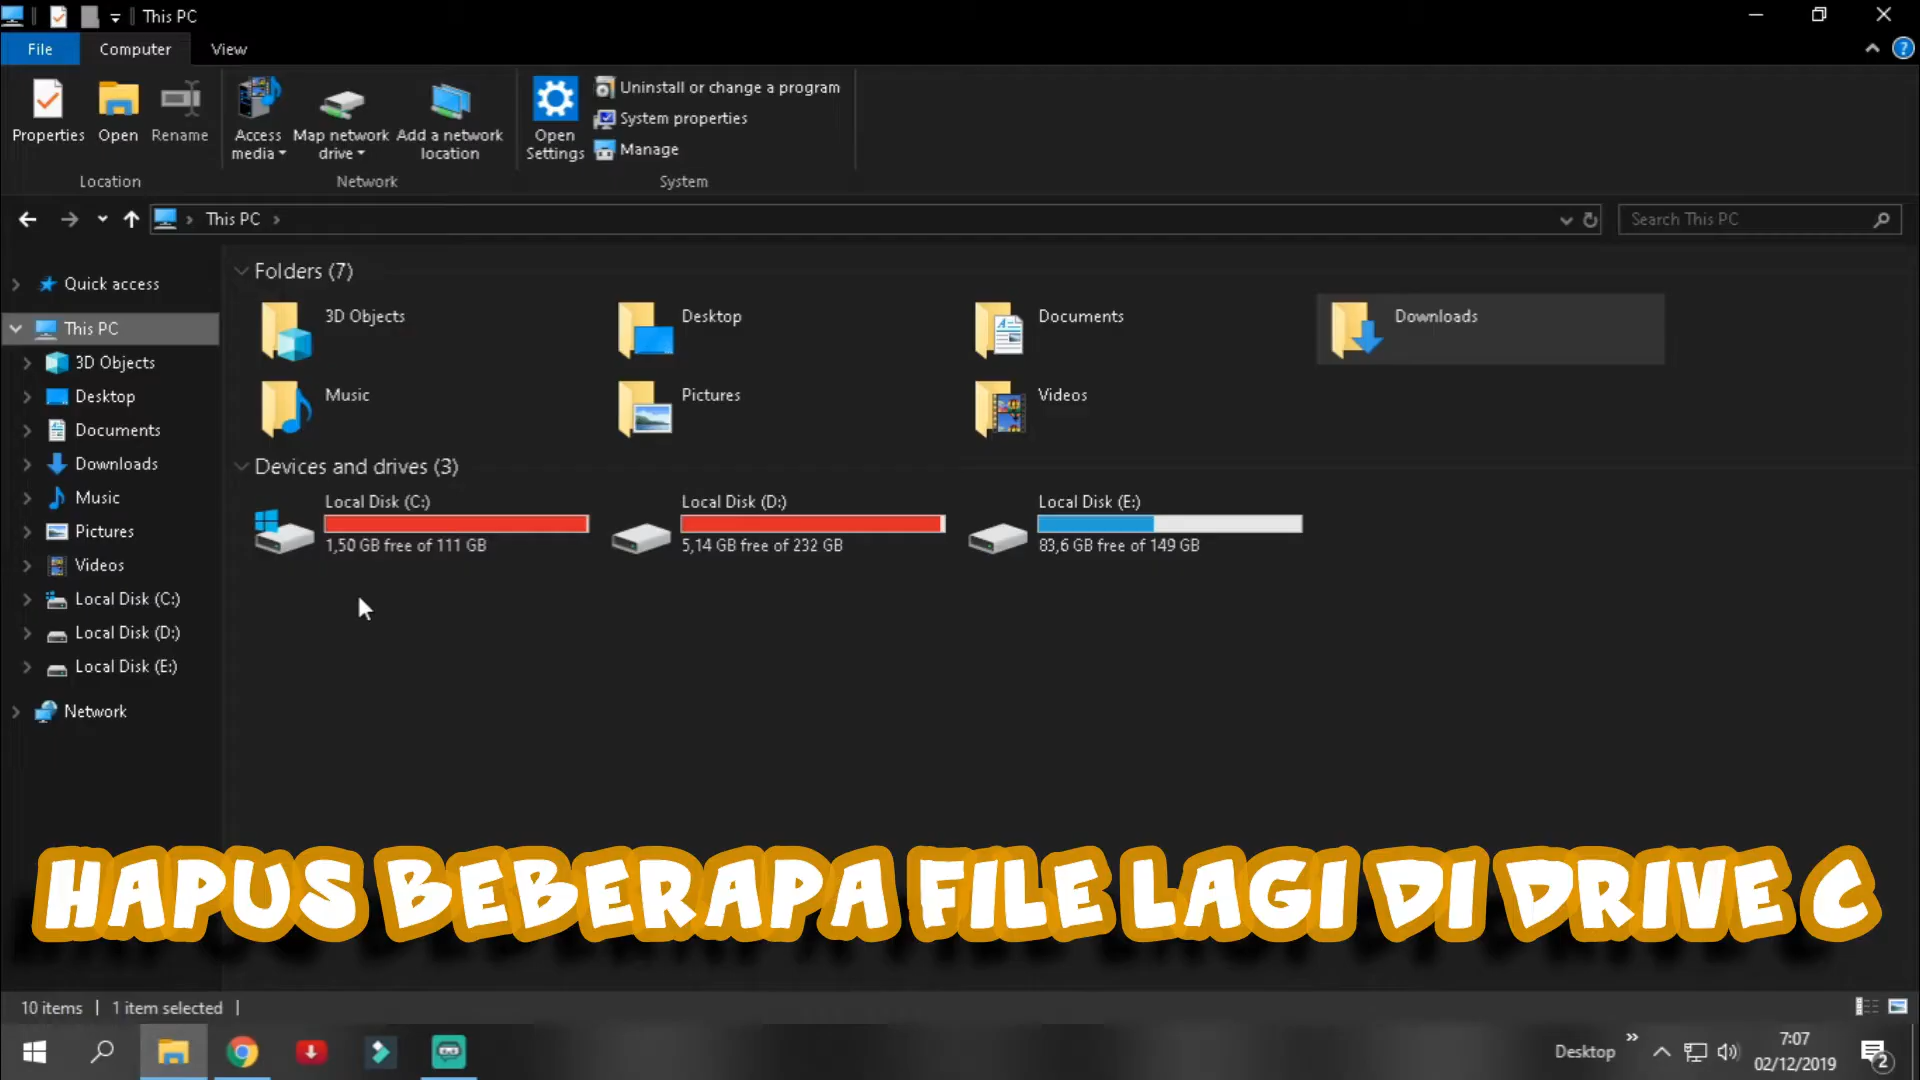 This PC
File
Computer
View
Properties
Open
Rename
Access media
Map network drive
Add a network location
Open Settings
Uninstall or change a program
System properties
Manage
Location
Network
System
This PC
Search This PC
Quick access
This PC
3D Objects
Desktop
Documents
Downloads
Music
Pictures
Videos
Local Disk (C:)
Local Disk (D:)
Local Disk (E:)
Network
Folders (7)
3D Objects
Desktop
Documents
Downloads
Music
Pictures
Videos
Devices and drives (3)
Local Disk (C:)
1,50 GB free of 111 GB
Local Disk (D:)
5,14 GB free of 232 GB
Local Disk (E:)
83,6 GB free of 149 GB
HAPUS BEBERAPA FILE LAGI DI DRIVE C
10 items
1 item selected
Desktop
7:07
02/12/2019
2